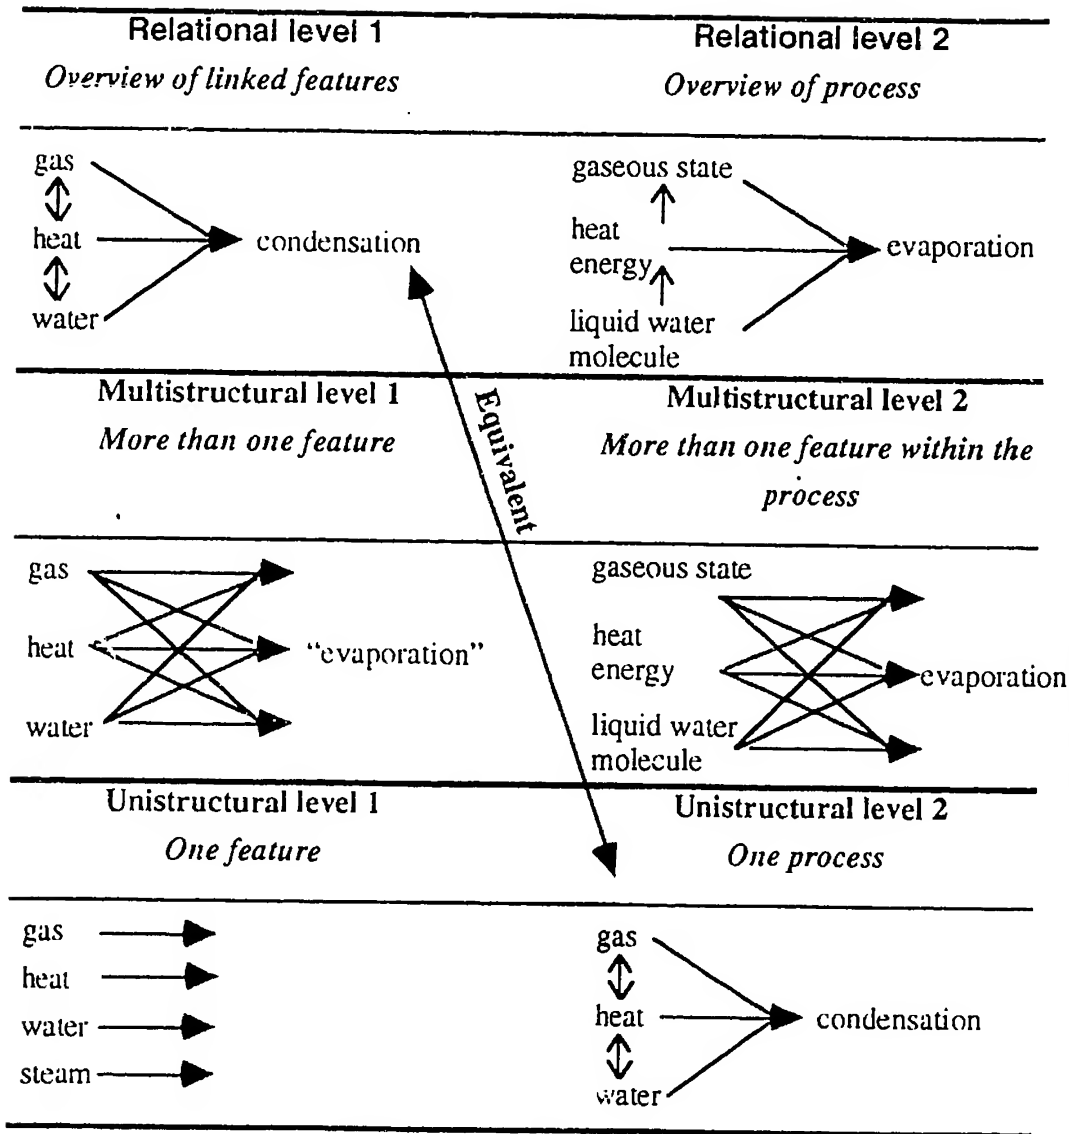 Relational level 1
Overview of linked features
Relational level 2
Overview of process
gas
heat
water
condensation
gaseous state
heat
energy
liquid water
molecule
evaporation
Equivalent
Multistructural level 1
More than one feature
Multistructural level 2
More than one feature within the
process
gas
heat
water
“evaporation”
gaseous state
heat
energy
liquid water
molecule
evaporation
Unistructural level 1
One feature
Unistructural level 2
One process
gas
heat
water
steam
gas
heat
water
condensation